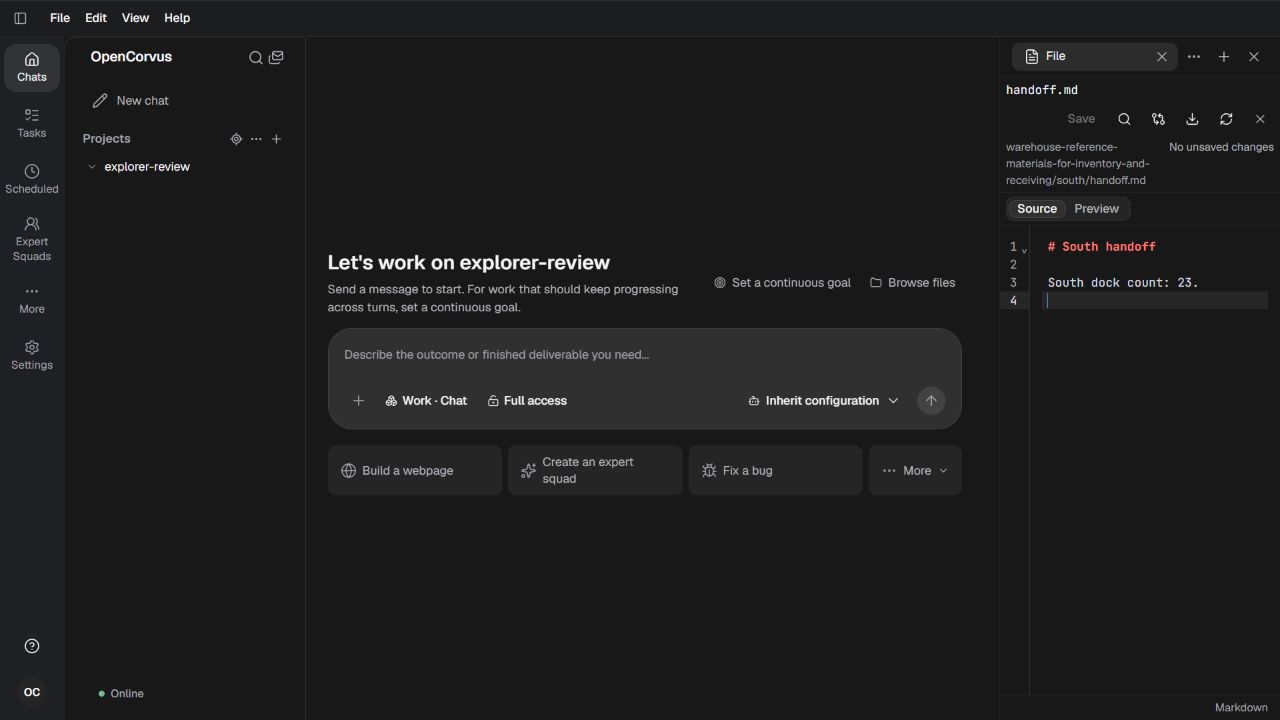 File Edit View Help
Chats
Tasks
Scheduled
Expert
Squads
More
Settings
OC
OpenCorvus
New chat
Projects
explorer-review
Online
Let's work on explorer-review
Send a message to start. For work that should keep progressing
across turns, set a continuous goal.
Set a continuous goal
Browse files
Describe the outcome or finished deliverable you need...
Work · Chat
Full access
Inherit configuration
Build a webpage
Create an expert
squad
Fix a bug
More
File
handoff.md
Save
warehouse-reference-
materials-for-inventory-and-
receiving/south/handoff.md
No unsaved changes
Source
Preview
1 # South handoff
2
3 South dock count: 23.
4
Markdown